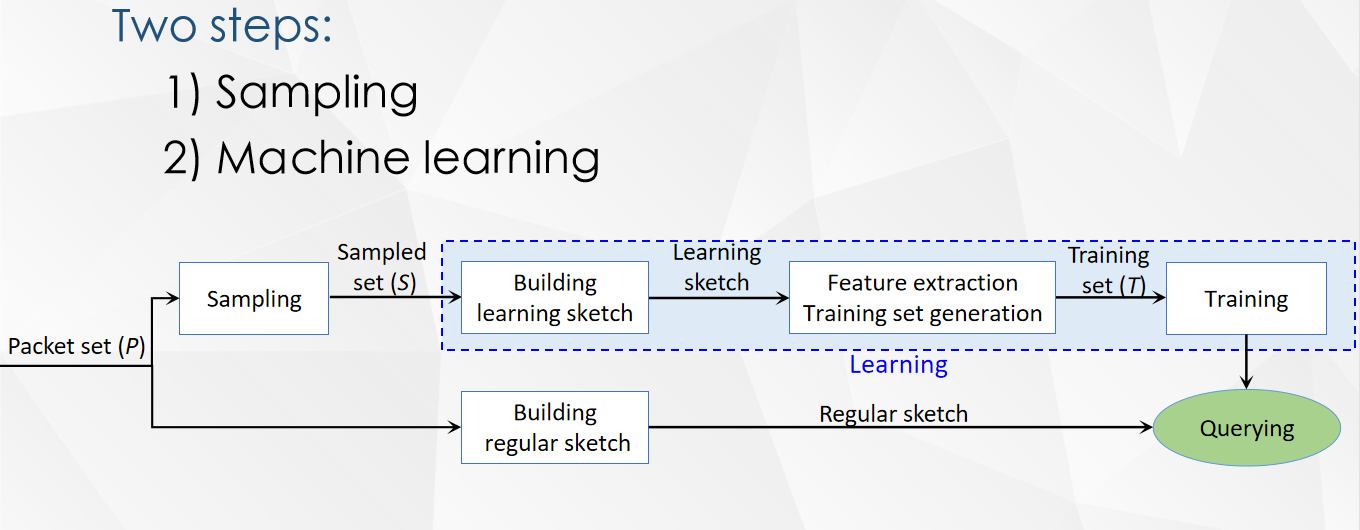 Two steps:
1) Sampling
2) Machine learning
Packet set (P)
Sampling
Sampled
set (S)
Building
learning sketch
Learning
sketch
Feature extraction
Training set generation
Training
set (T)
Training
Learning
Building
regular sketch
Regular sketch
Querying